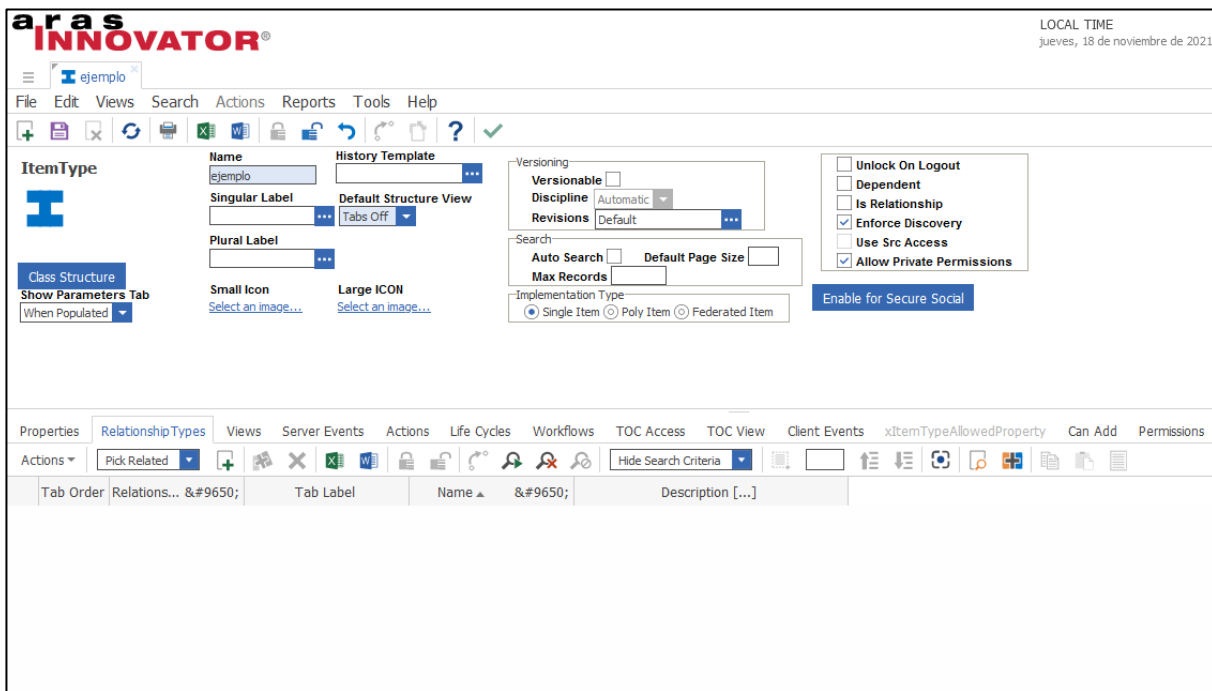 aras
INNOVATOR®
LOCAL TIME
jueves, 18 de noviembre de 2021
ejemplo
File Edit Views Search Actions Reports Tools Help
ItemType
Name
ejemplo
History Template
Singular Label
Default Structure View
Tabs Off
Plural Label
Class Structure
Show Parameters Tab
When Populated
Small Icon
Select an image...
Large ICON
Select an image...
Versioning
Versionable
Discipline Automatic
Revisions Default
Search
Auto Search Default Page Size
Max Records
Implementation Type
Single Item Poly Item Federated Item
Unlock On Logout
Dependent
Is Relationship
Enforce Discovery
Use Src Access
Allow Private Permissions
Enable for Secure Social
Properties RelationshipTypes Views Server Events Actions Life Cycles Workflows TOC Access TOC View Client Events xItemTypeAllowedProperty Can Add Permissions
Actions Pick Related Hide Search Criteria
Tab Order Relations... &#9650; Tab Label Name ▲ &#9650; Description [...]